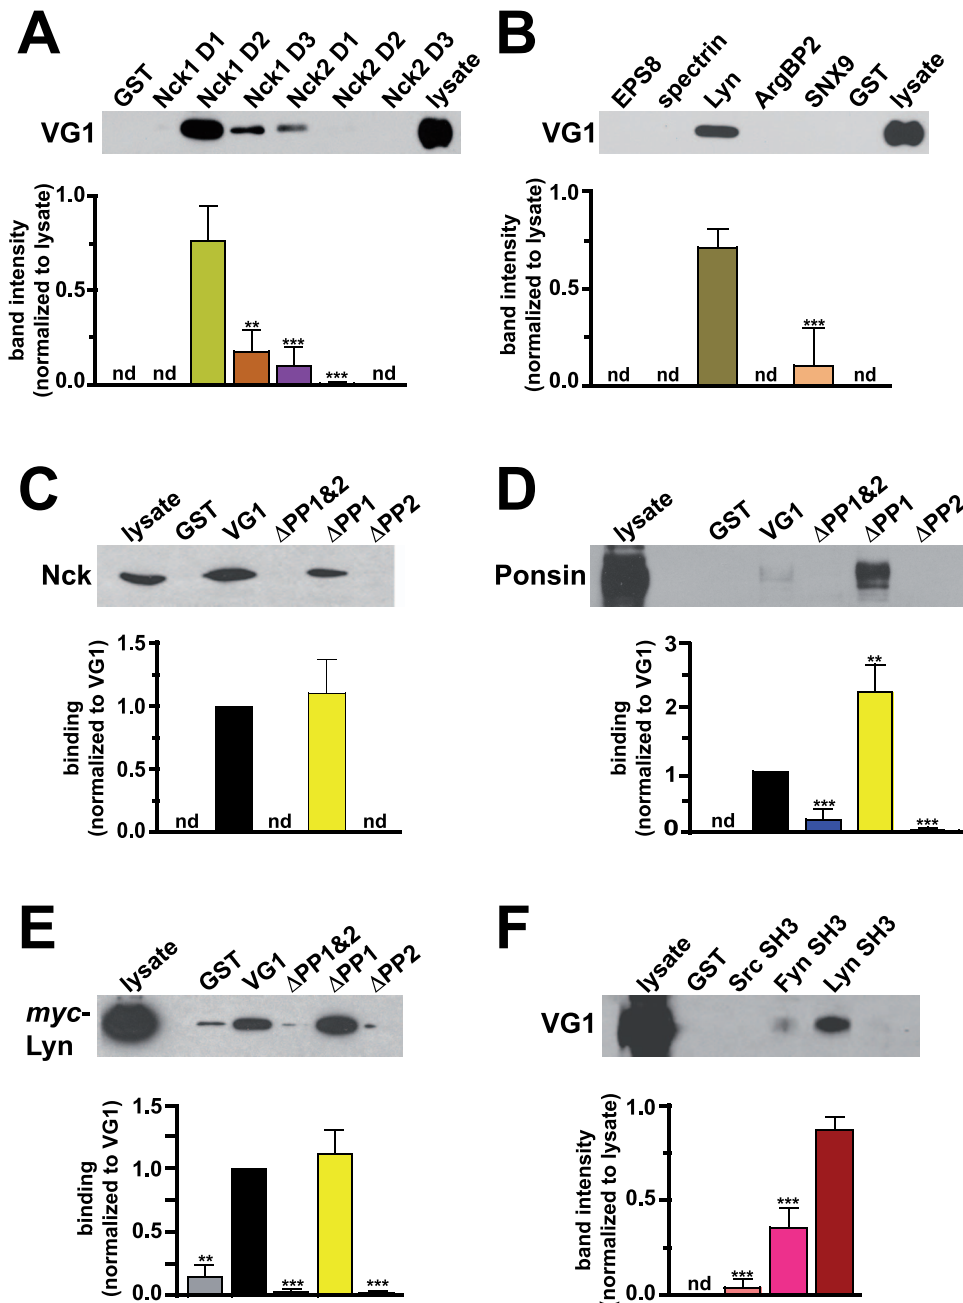 A
GST
Nck1 D1
Nck1 D2
Nck1 D3
Nck2 D1
Nck2 D2
Nck2 D3
lysate
VG1
band intensity
(normalized to lysate)
1.0
0.5
0.0
nd
nd
**
***
***
nd
B
EPS8
spectrin
Lyn
ArgBP2
SNX9
GST
lysate
VG1
band intensity
(normalized to lysate)
1.0
0.5
0.0
nd
nd
nd
***
nd
C
lysate
GST
VG1
ΔPP1&2
ΔPP1
ΔPP2
Nck
binding
(normalized to VG1)
1.5
1.0
0.5
0.0
nd
nd
nd
D
lysate
GST
VG1
ΔPP1&2
ΔPP1
ΔPP2
Ponsin
binding
(normalized to VG1)
3
2
1
0
nd
***
**
***
E
lysate
GST
VG1
ΔPP1&2
ΔPP1
ΔPP2
myc-
Lyn
binding
(normalized to VG1)
1.5
1.0
0.5
0.0
**
***
***
F
lysate
GST
Src SH3
Fyn SH3
Lyn SH3
VG1
band intensity
(normalized to lysate)
1.0
0.5
0.0
nd
***
***